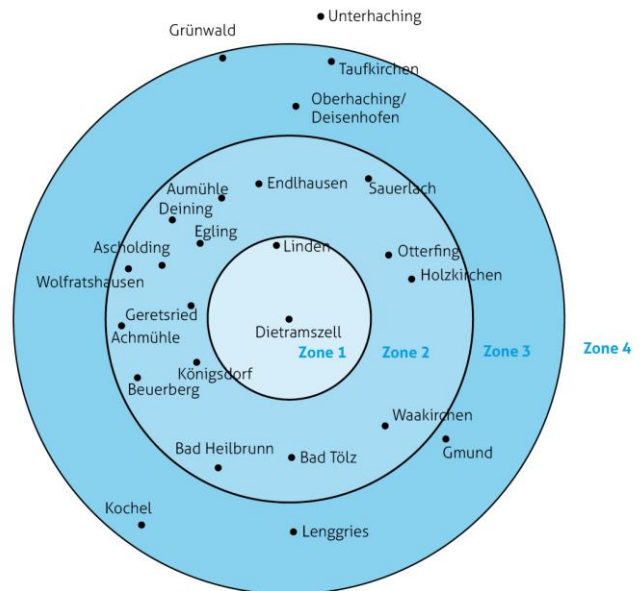 Unterhaching
Grünwald
Taufkirchen
Oberhaching/
Deisenhofen
Endlhausen
Sauerlach
Aumühle
Deining
Egling
Linden
Ascholding
Otterfing
Wolfratshausen
Holzkirchen
Geretsried
Achmühle
Dietramszell
Zone 1
Zone 2
Zone 3
Zone 4
Königsdorf
Beuerberg
Waakirchen
Bad Heilbrunn
Bad Tölz
Gmund
Kochel
Lenggries